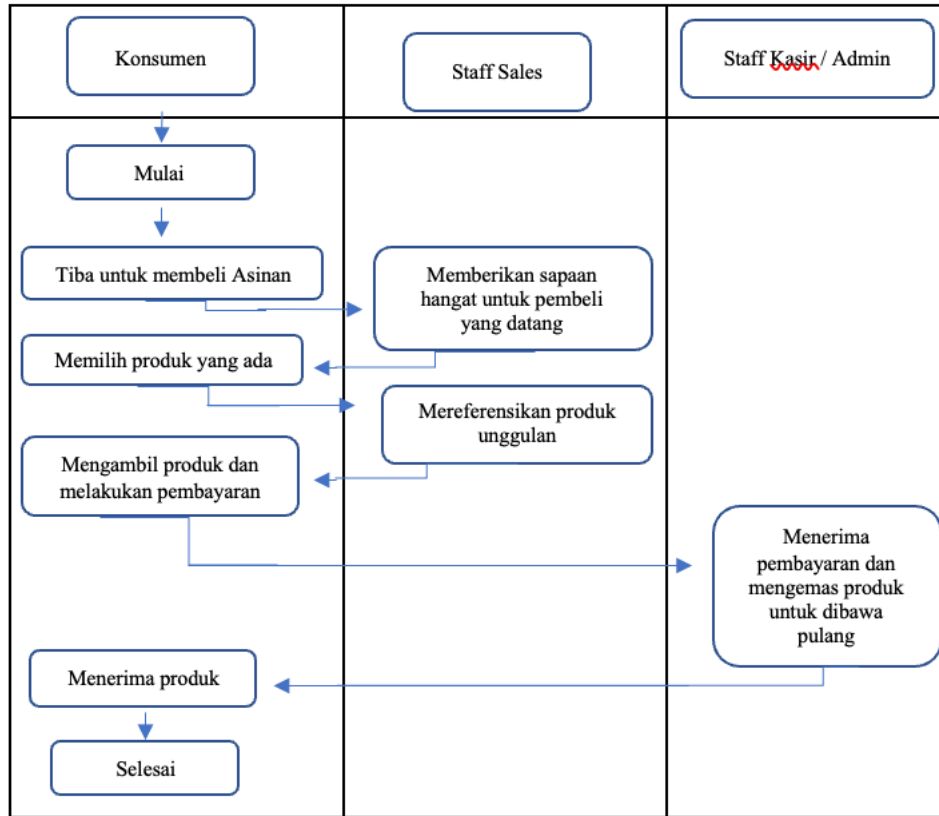 Konsumen
Staff Sales
Staff Kasir / Admin
Mulai
Tiba untuk membeli Asinan
Memberikan sapaan
hangat untuk pembeli
yang datang
Memilih produk yang ada
Mereferensikan produk
unggulan
Mengambil produk dan
melakukan pembayaran
Menerima
pembayaran dan
mengemas produk
untuk dibawa
pulang
Menerima produk
Selesai